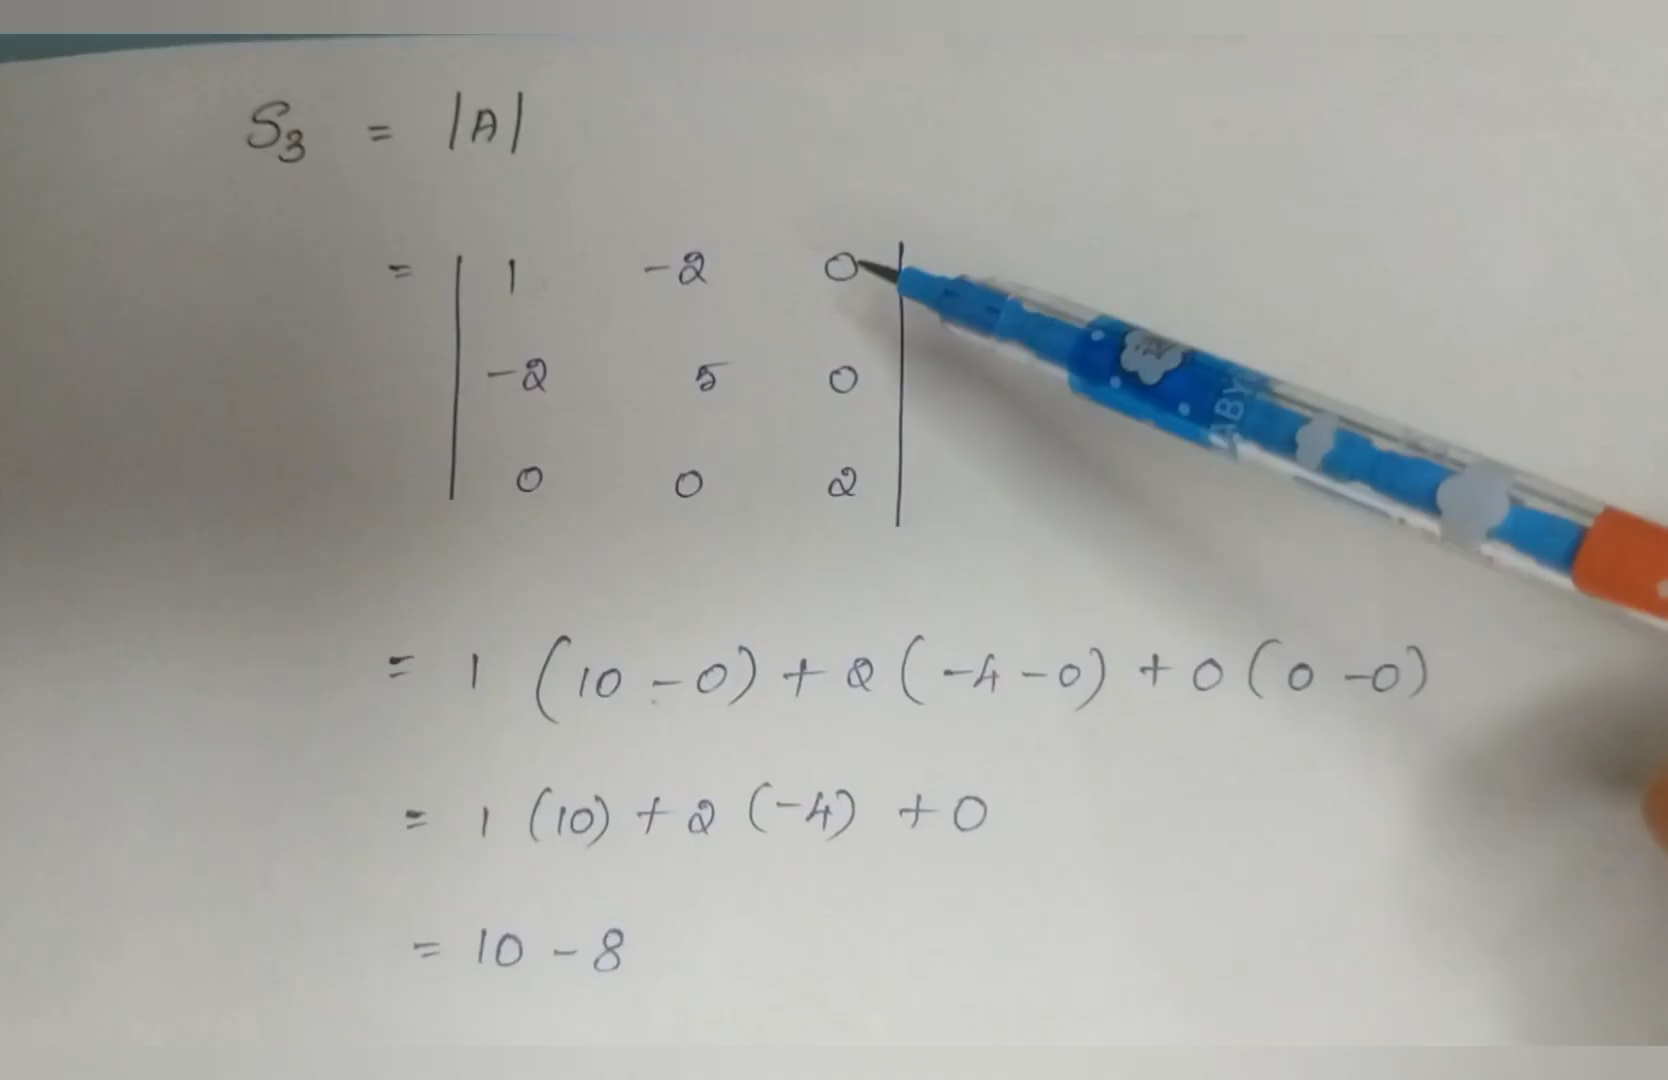 S₃ = |A|
= | 1 -2 0 |
-2 5 0
0 0 2
= 1 (10 - 0) + 2 (-4 - 0) + 0 (0 - 0)
= 1 (10) + 2 (-4) + 0
= 10 - 8